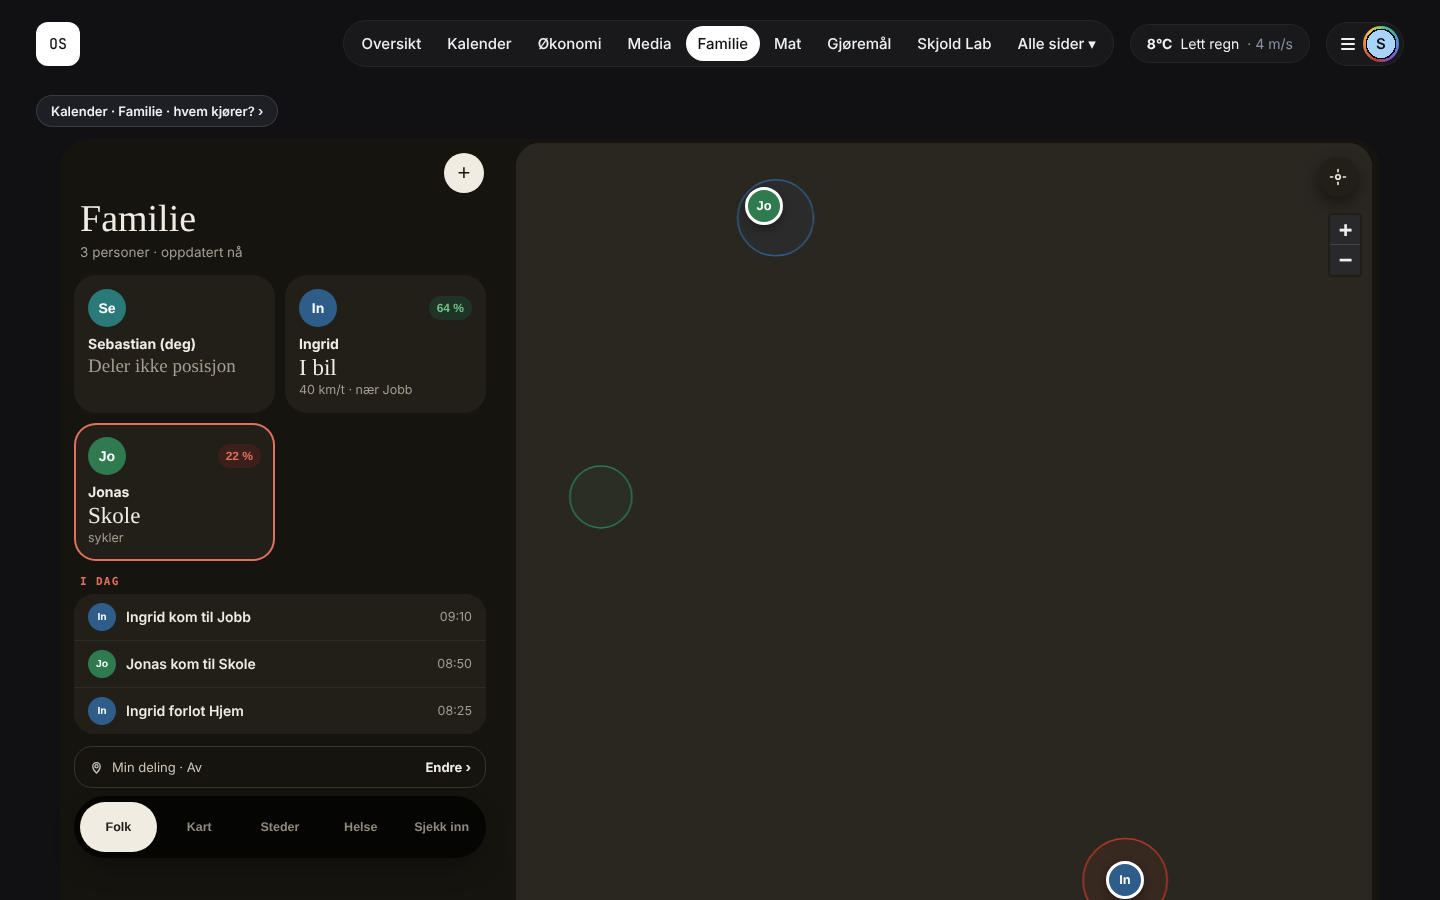 OS
Oversikt
Kalender
Økonomi
Media
Familie
Mat
Gjøremål
Skjold Lab
Alle sider ▾
8°C Lett regn · 4 m/s
S
Kalender · Familie · hvem kjører? ›
+
Familie
3 personer · oppdatert nå
Se
Sebastian (deg)
Deler ikke posisjon
In
64 %
Ingrid
I bil
40 km/t · nær Jobb
Jo
22 %
Jonas
Skole
sykler
I DAG
In Ingrid kom til Jobb 09:10
Jo Jonas kom til Skole 08:50
In Ingrid forlot Hjem 08:25
Min deling · Av Endre ›
Folk
Kart
Steder
Helse
Sjekk inn
Jo
+
−
In